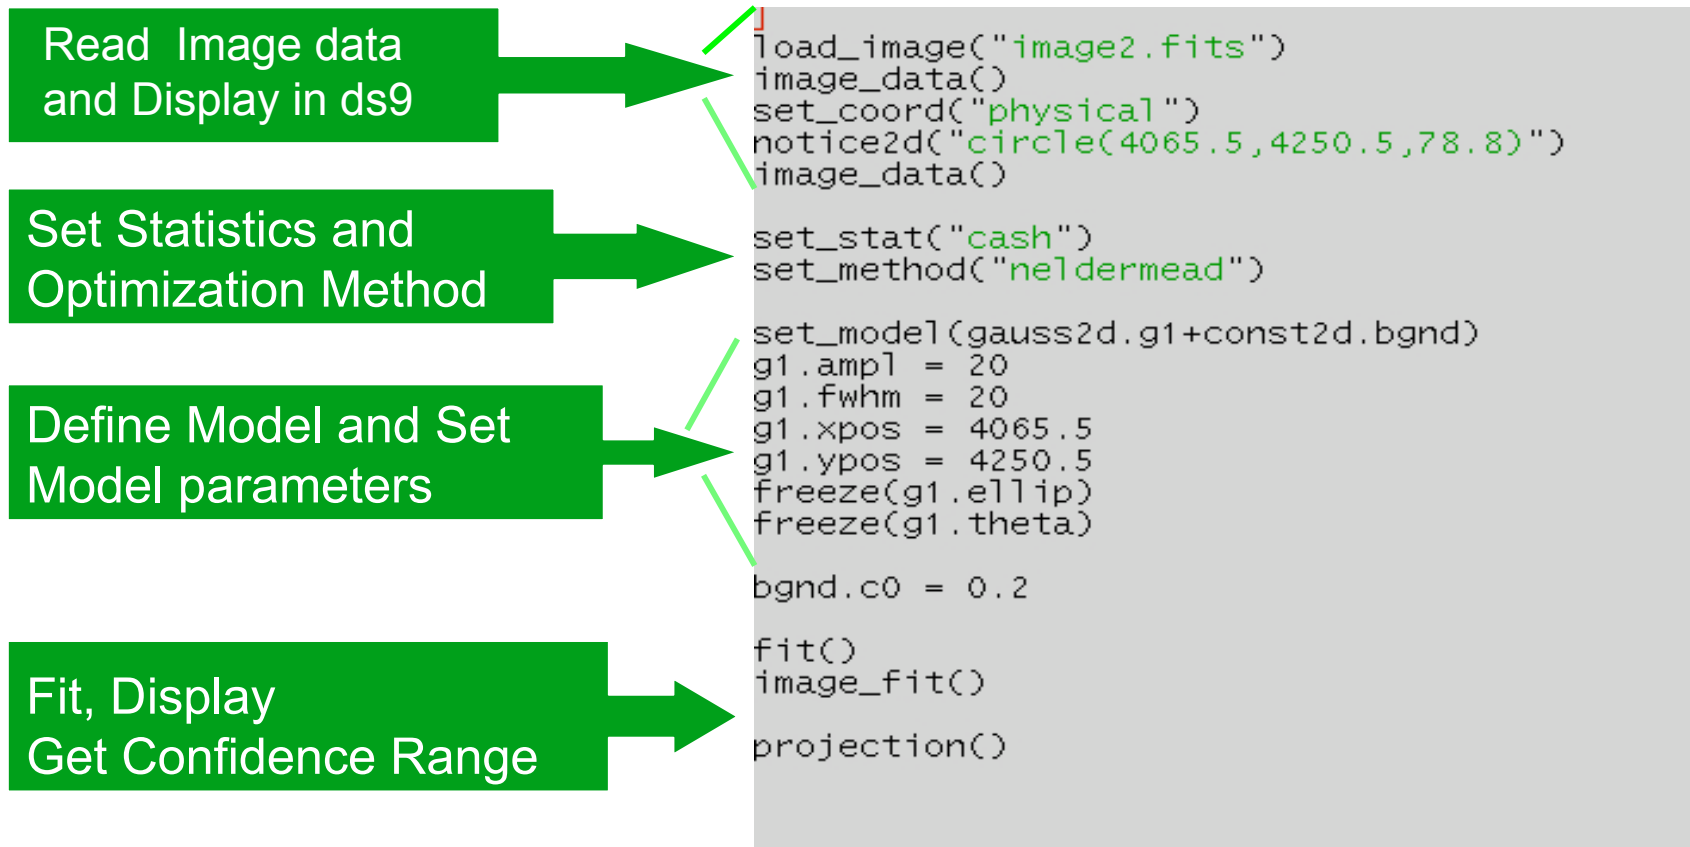 Read  Image data
and Display in ds9
Set Statistics and
Optimization Method
Define Model and Set
Model parameters
Fit, Display
Get Confidence Range
load_image("image2.fits")
image_data()
set_coord("physical")
notice2d("circle(4065.5,4250.5,78.8)")
image_data()
set_stat("cash")
set_method("neldermead")
set_model(gauss2d.g1+const2d.bgnd)
g1.ampl = 20
g1.fwhm = 20
g1.xpos = 4065.5
g1.ypos = 4250.5
freeze(g1.ellip)
freeze(g1.theta)
bgnd.c0 = 0.2
fit()
image_fit()
projection()